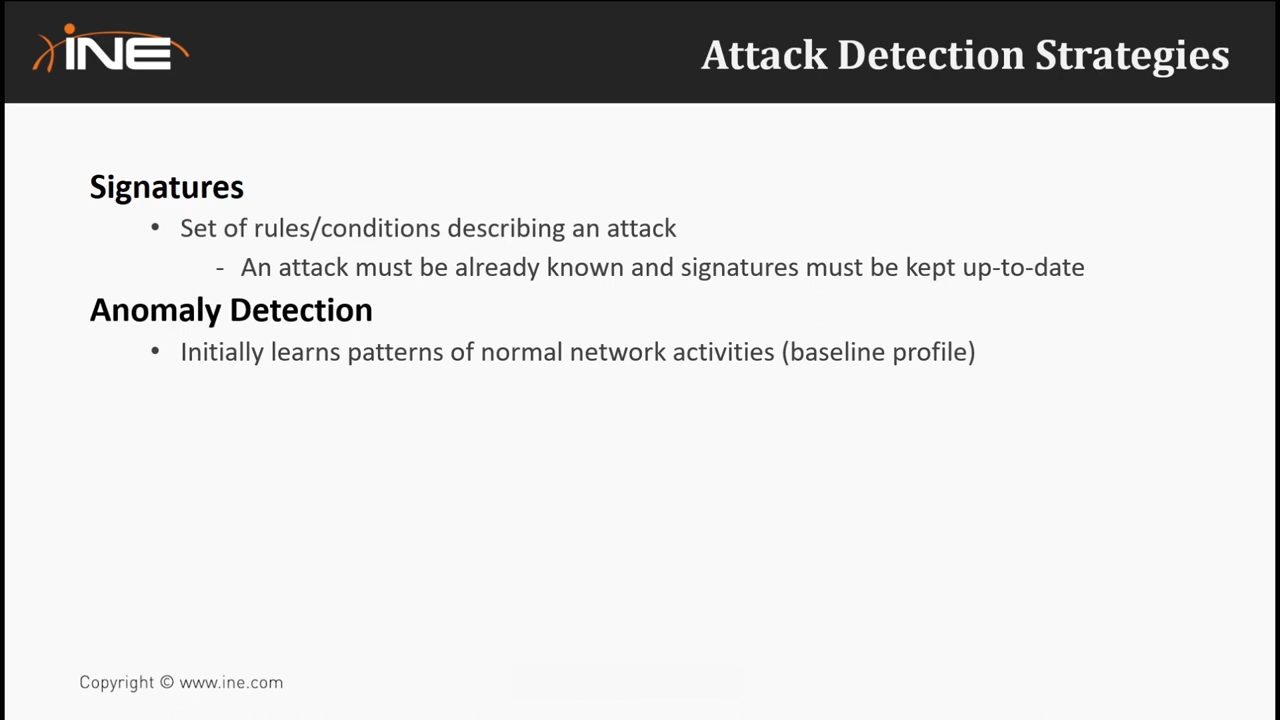 iNE
Attack Detection Strategies
Signatures
• Set of rules/conditions describing an attack
- An attack must be already known and signatures must be kept up-to-date
Anomaly Detection
• Initially learns patterns of normal network activities (baseline profile)
Copyright © www.ine.com